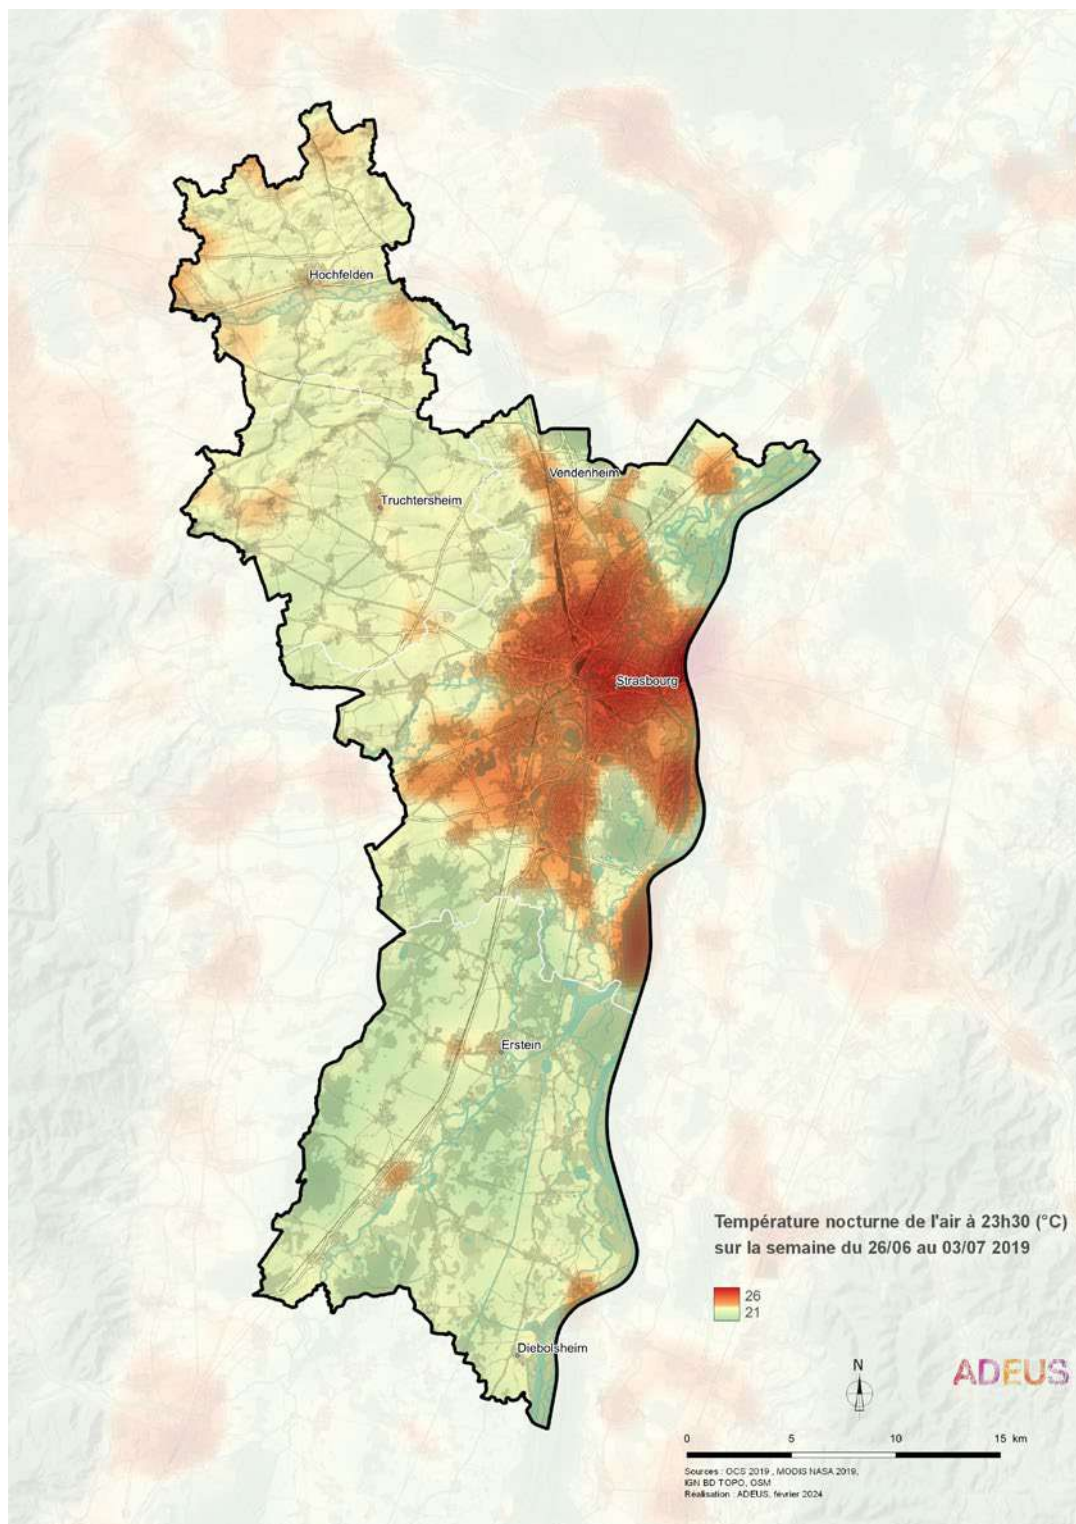 Hochfelden
Vendenheim
Truchtersheim
Strasbourg
Erstein
Température nocturne de l'air à 23h30 (°C)
sur la semaine du 26/06 au 03/07 2019
26
21
Diebolsheim
N
ADEUS
0 5 10 15 km
Sources : OCS 2019 , MODIS NASA 2019,
IGN BD TOPO, OSM
Réalisation : ADEUS, février 2024